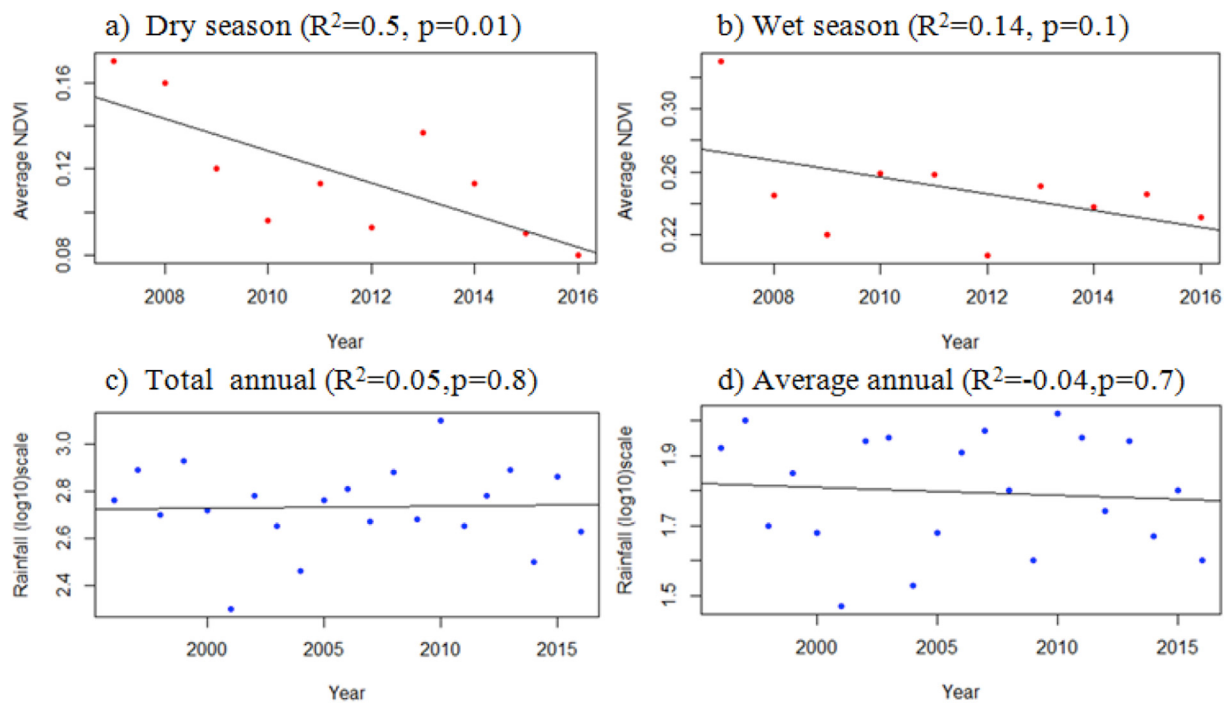 a) Dry season (R²=0.5, p=0.01)
Average NDVI
0.16
0.12
0.08
2008 2010 2012 2014 2016
Year
b) Wet season (R²=0.14, p=0.1)
Average NDVI
0.30
0.26
0.22
2008 2010 2012 2014 2016
Year
c) Total annual (R²=0.05,p=0.8)
Rainfall (log10)scale
3.0
2.8
2.6
2.4
2000 2005 2010 2015
Year
d) Average annual (R²=-0.04,p=0.7)
Rainfall (log10)scale
1.9
1.7
1.5
2000 2005 2010 2015
Year